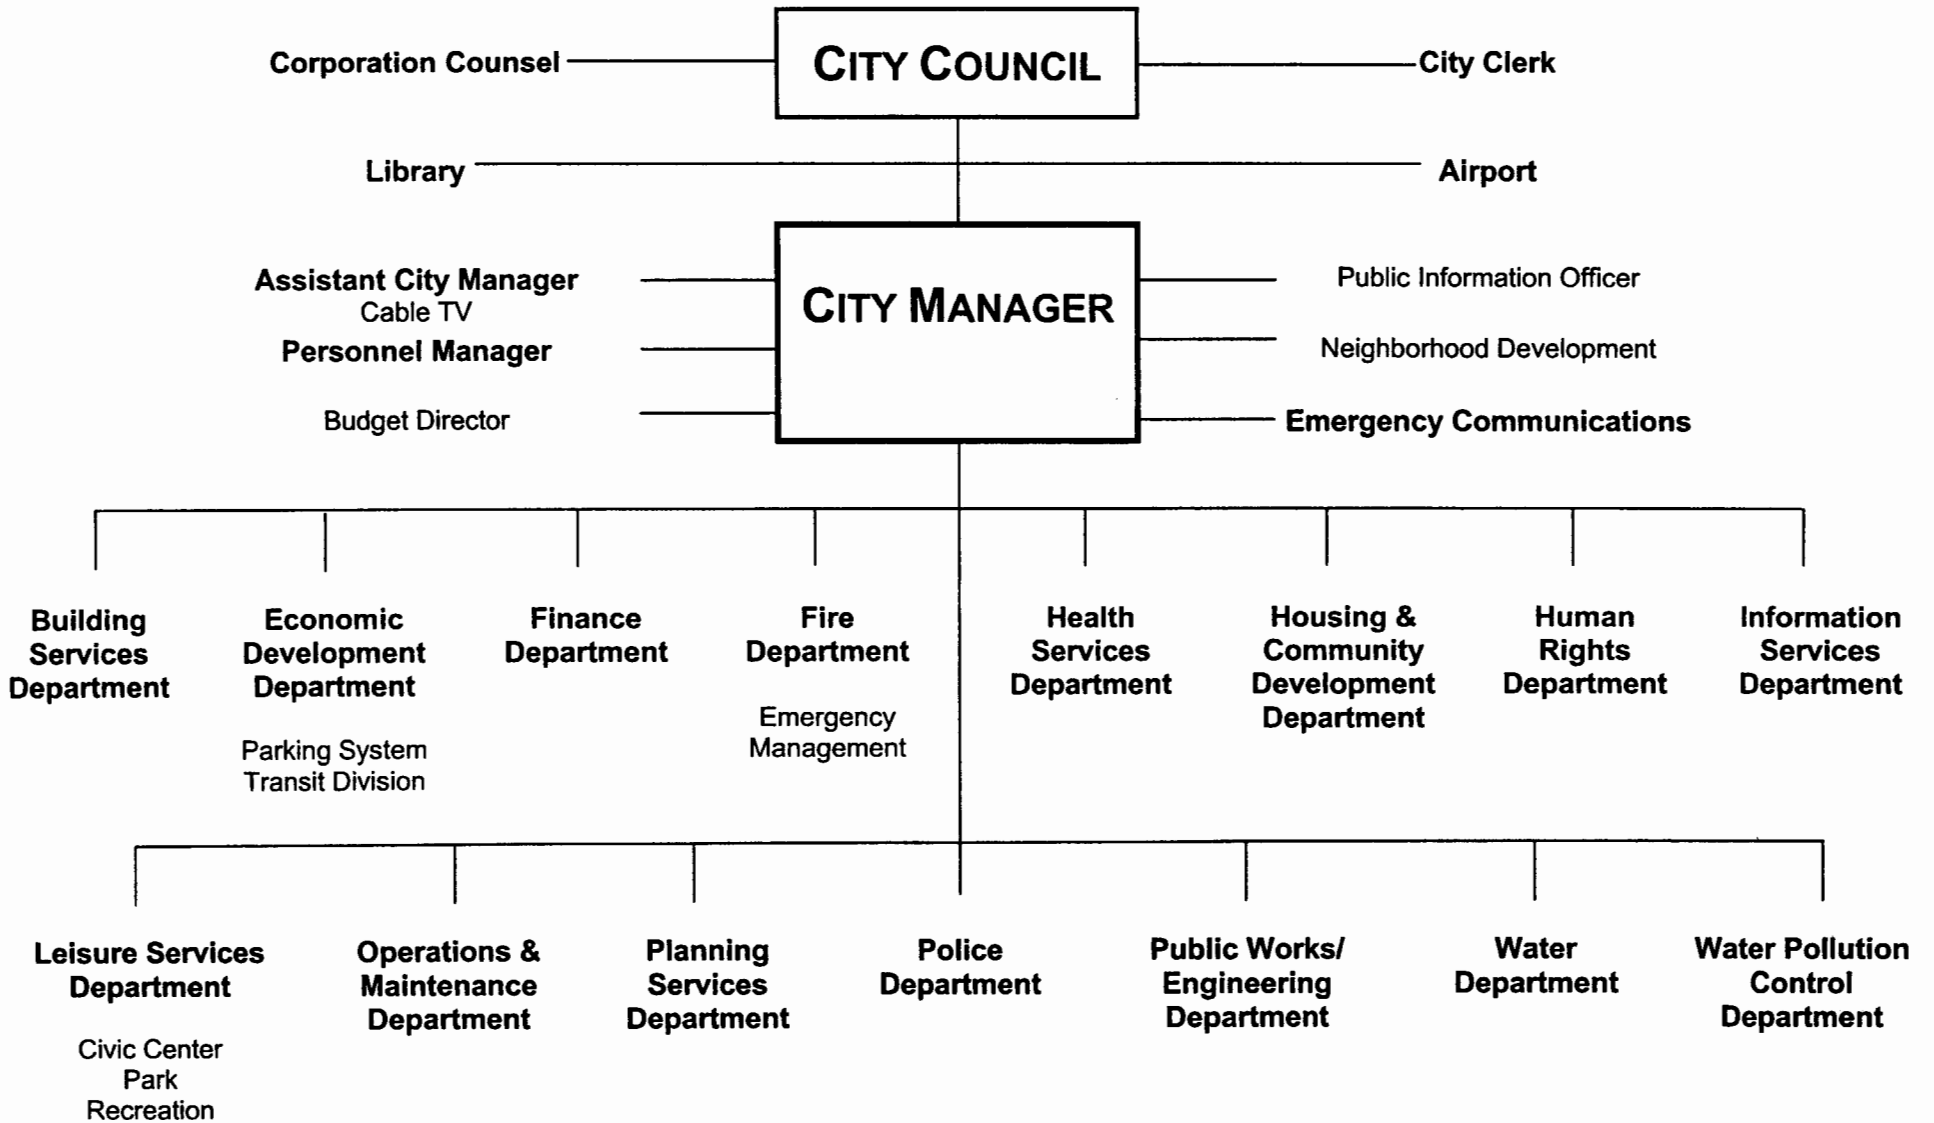 Corporation Counsel
CITY COUNCIL
City Clerk
Library
Airport
Assistant City Manager
Cable TV
Personnel Manager
Budget Director
CITY MANAGER
Public Information Officer
Neighborhood Development
Emergency Communications
Building
Services
Department
Economic
Development
Department
Parking System
Transit Division
Finance
Department
Fire
Department
Emergency
Management
Health
Services
Department
Housing &
Community
Development
Department
Human
Rights
Department
Information
Services
Department
Leisure Services
Department
Civic Center
Park
Recreation
Operations &
Maintenance
Department
Planning
Services
Department
Police
Department
Public Works/
Engineering
Department
Water
Department
Water Pollution
Control
Department